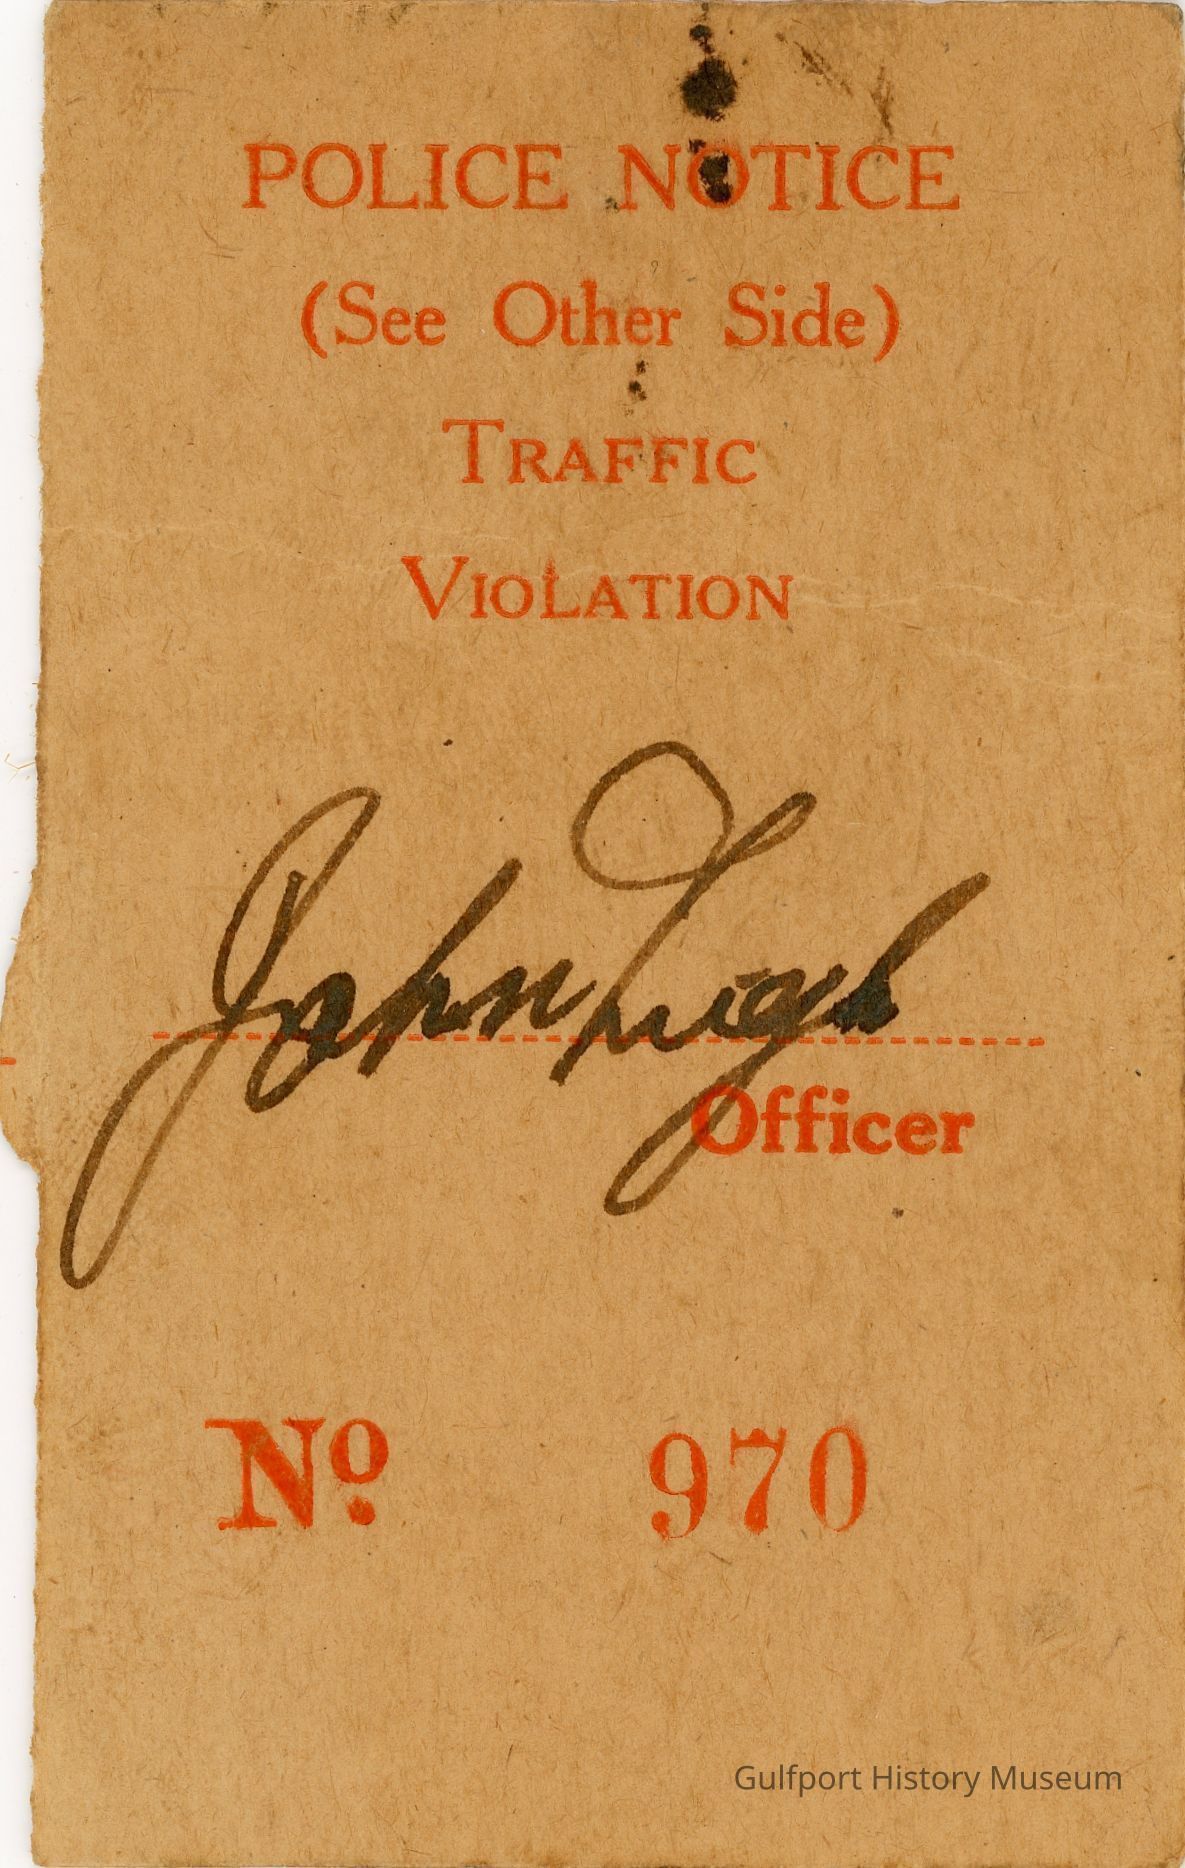 POLICE NOTICE
(See Other Side)
TRAFFIC
VIOLATION
John
Officer
No. 970
Gulfport History Museum